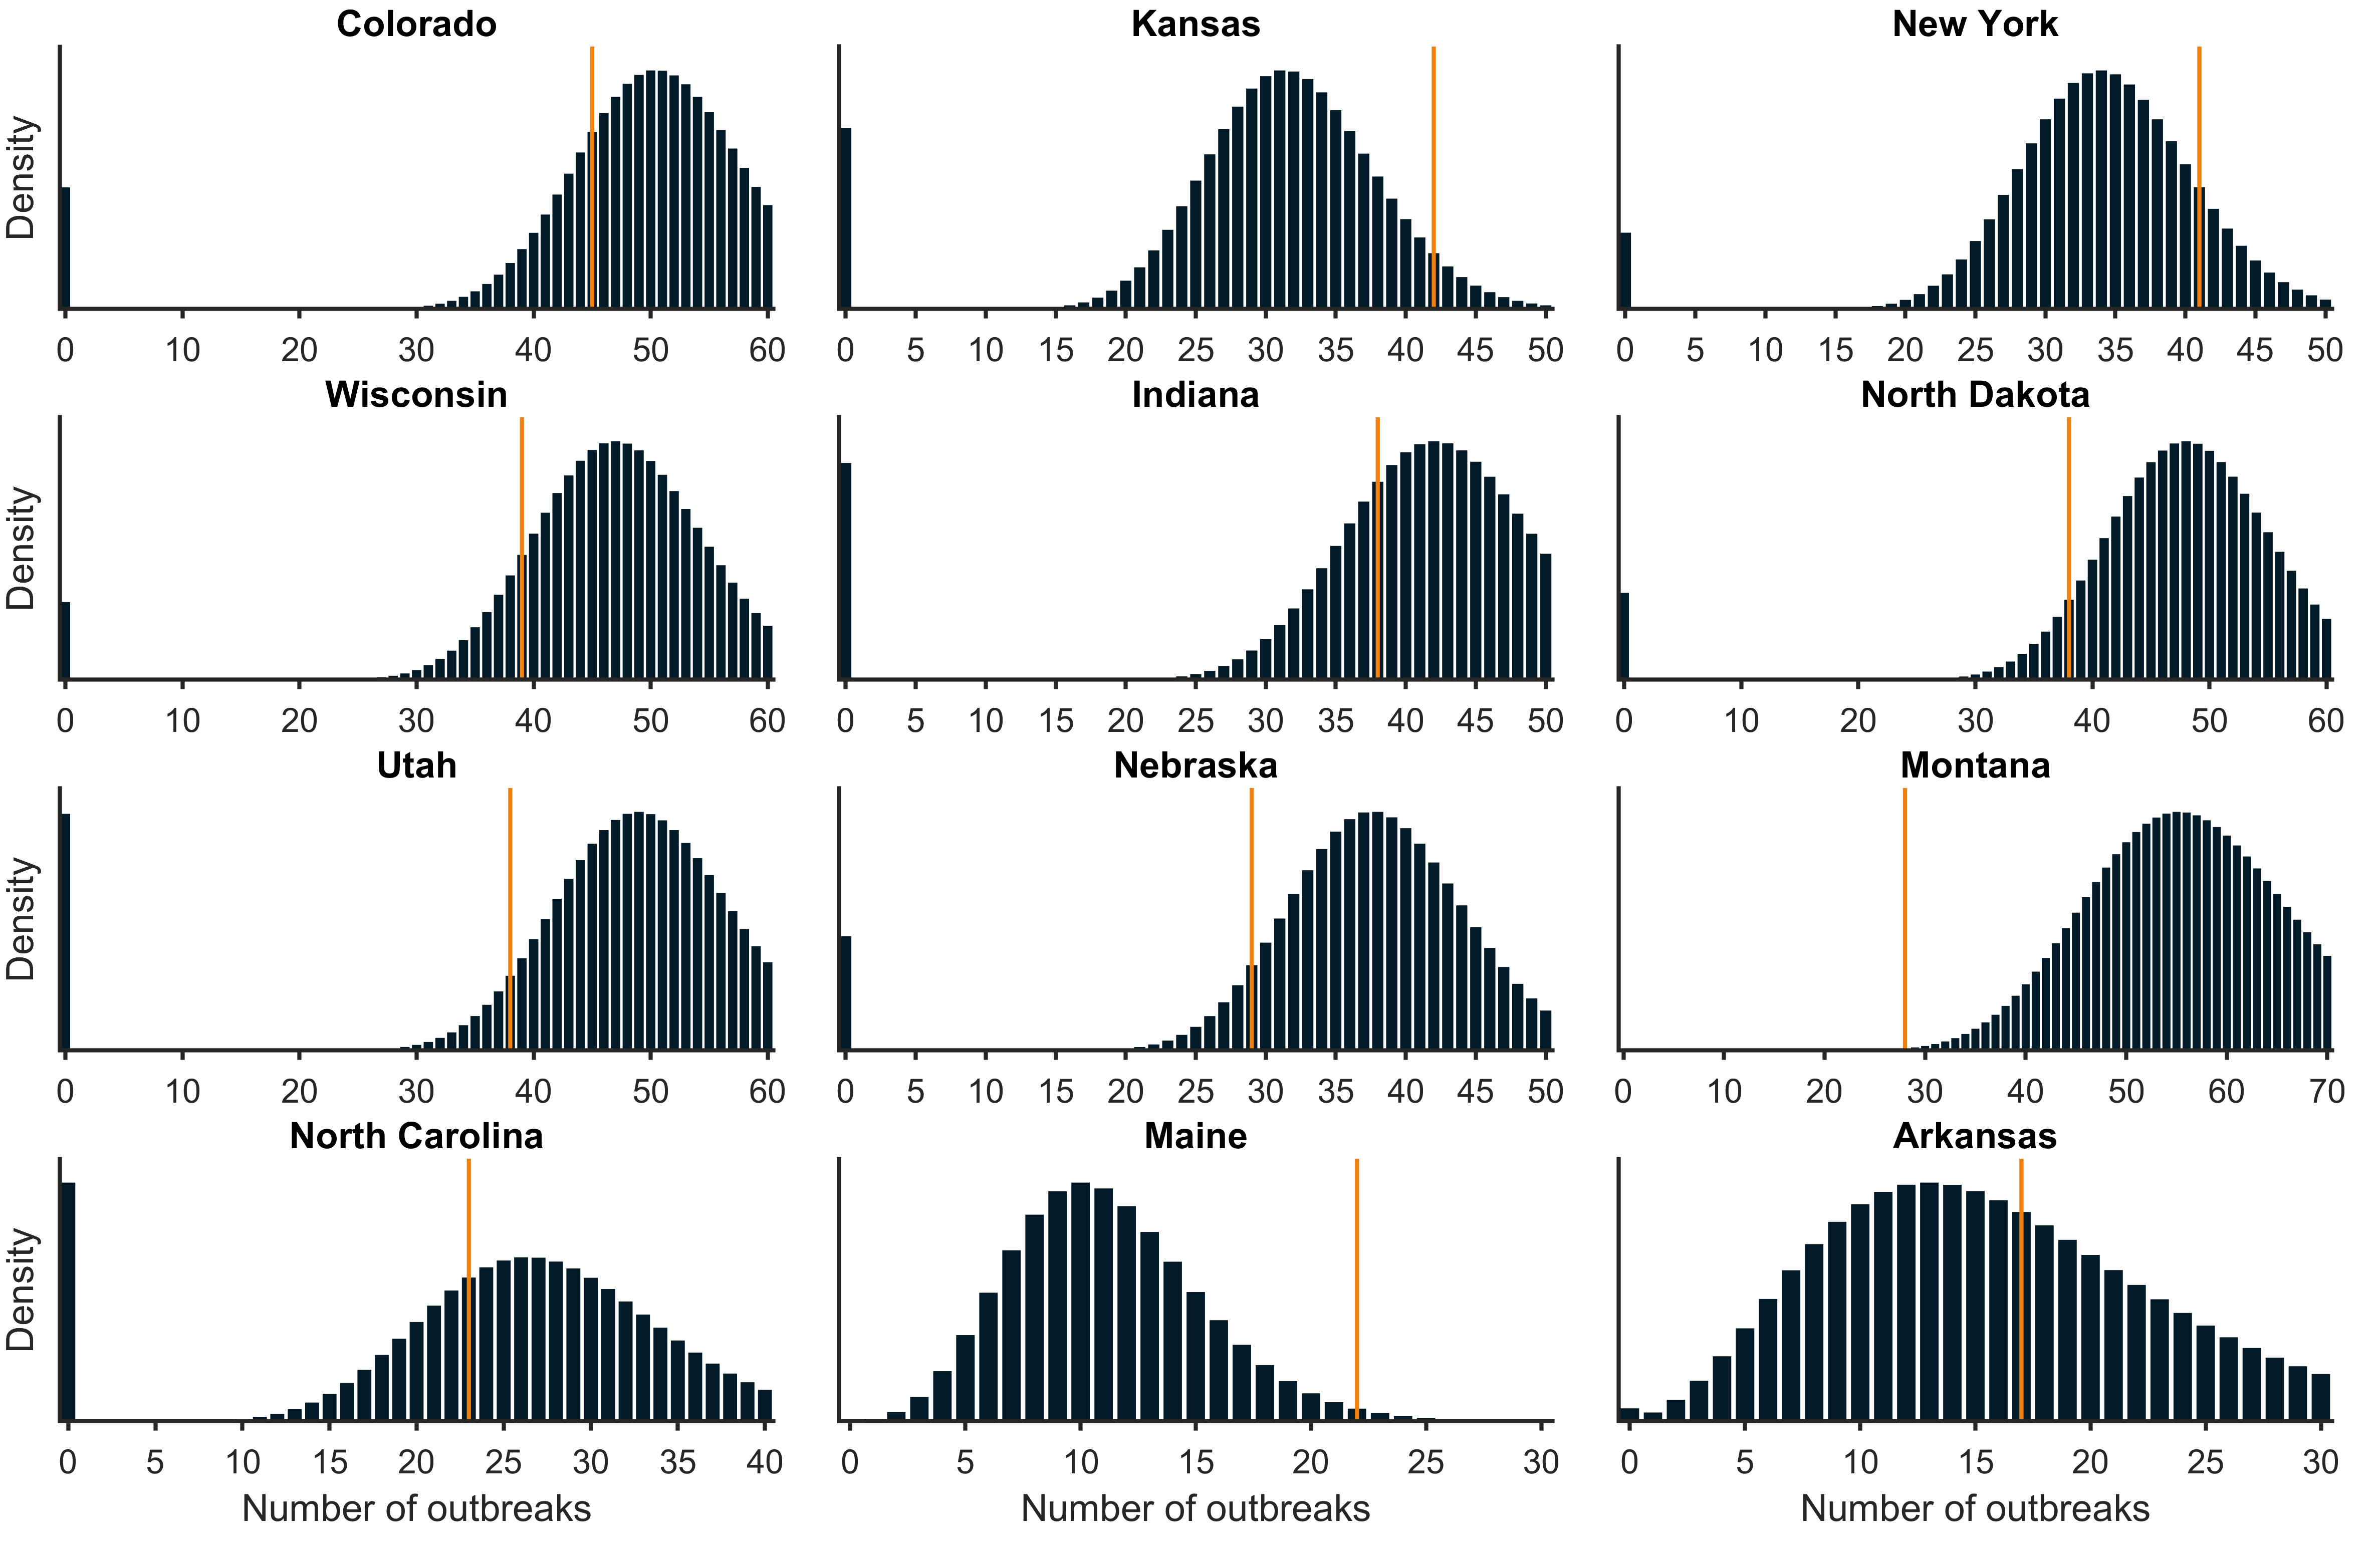 Colorado Kansas New York
Density
0 10 20 30 40 50 60 0 5 10 15 20 25 30 35 40 45 50 0 5 10 15 20 25 30 35 40 45 50
Wisconsin Indiana North Dakota
Density
0 10 20 30 40 50 60 0 5 10 15 20 25 30 35 40 45 50 0 10 20 30 40 50 60
Utah Nebraska Montana
Density
0 10 20 30 40 50 60 0 5 10 15 20 25 30 35 40 45 50 0 10 20 30 40 50 60 70
North Carolina Maine Arkansas
Density
0 5 10 15 20 25 30 35 40 0 5 10 15 20 25 30 0 5 10 15 20 25 30
Number of outbreaks Number of outbreaks Number of outbreaks